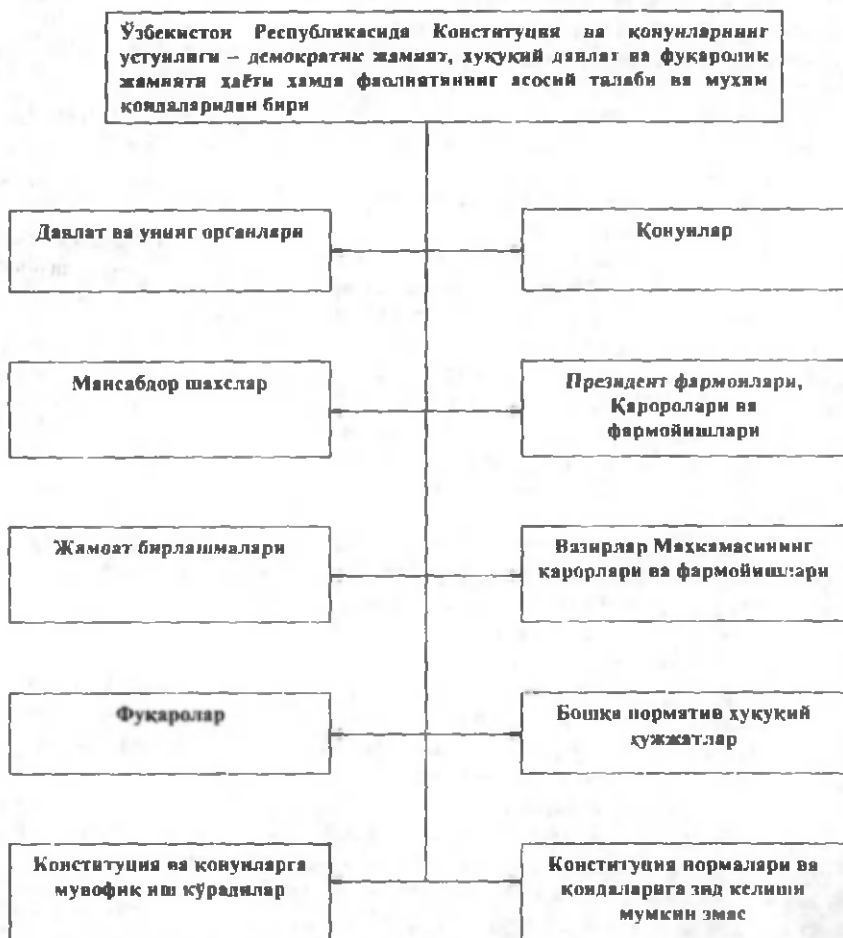 Ўзбекистон Республикасида Конституция ва қонунларнинг
устунлиги – демократик жамият, ҳуқуқий давлат ва фуқаролик
жамияти ҳаёти ҳамда фаолиятининг асосий талаби ва муҳим
қоидаларидан бири
Давлат ва унинг органлари
Қонунлар
Мансабдор шахслар
Президент фармонлари,
Қароролари ва
фармойишлари
Жамоат бирлашмалари
Вазирлар Маҳкамасининг
қарорлари ва фармойишлари
Фуқаролар
Бошқа норматив ҳуқуқий
ҳужжатлар
Конституция ва қонунларга
мувофиқ иш кўрадилар
Конституция нормалари ва
қоидаларига зид келиши
мумкин эмас